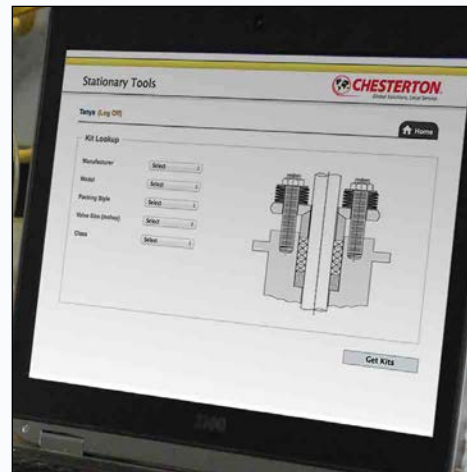 Stationary Tools
CHESTERTON
Global Solutions, Local Service.
Tanya (Log Off)
Home
Kit Lookup
Manufacturer Select
Model Select
Packing Style Select
Valve Size (inches) Select
Class Select
Get Kits